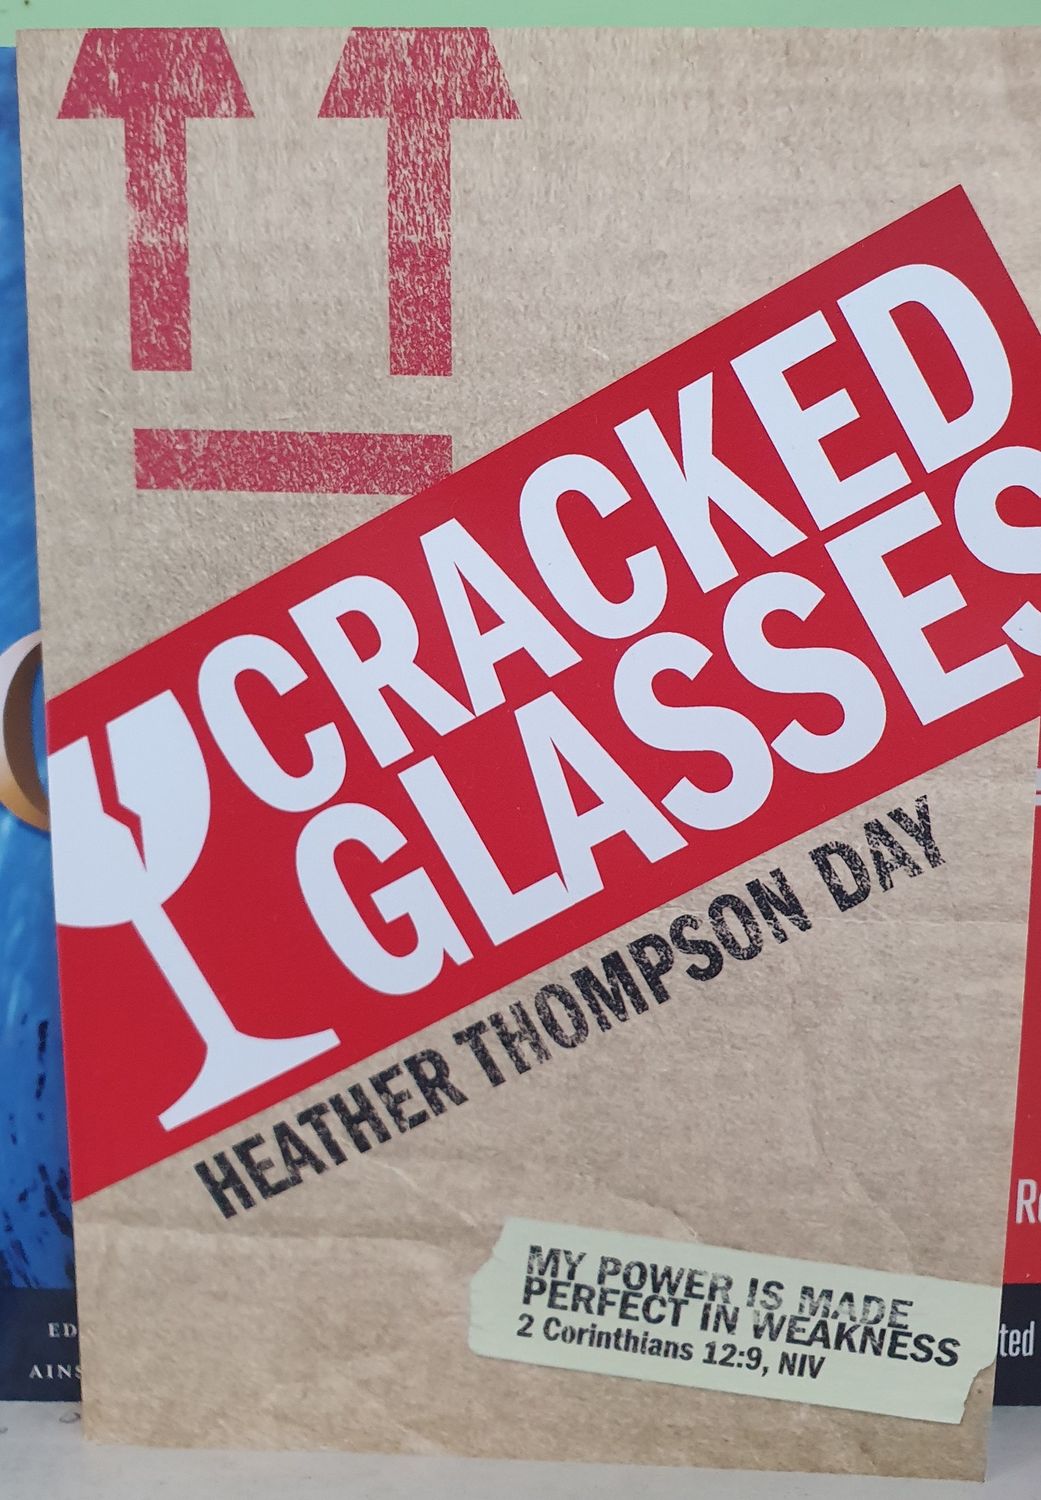 CRACKED
GLASSES
HEATHER THOMPSON DAY
MY POWER IS MADE
PERFECT IN WEAKNESS
2 Corinthians 12:9, NIV